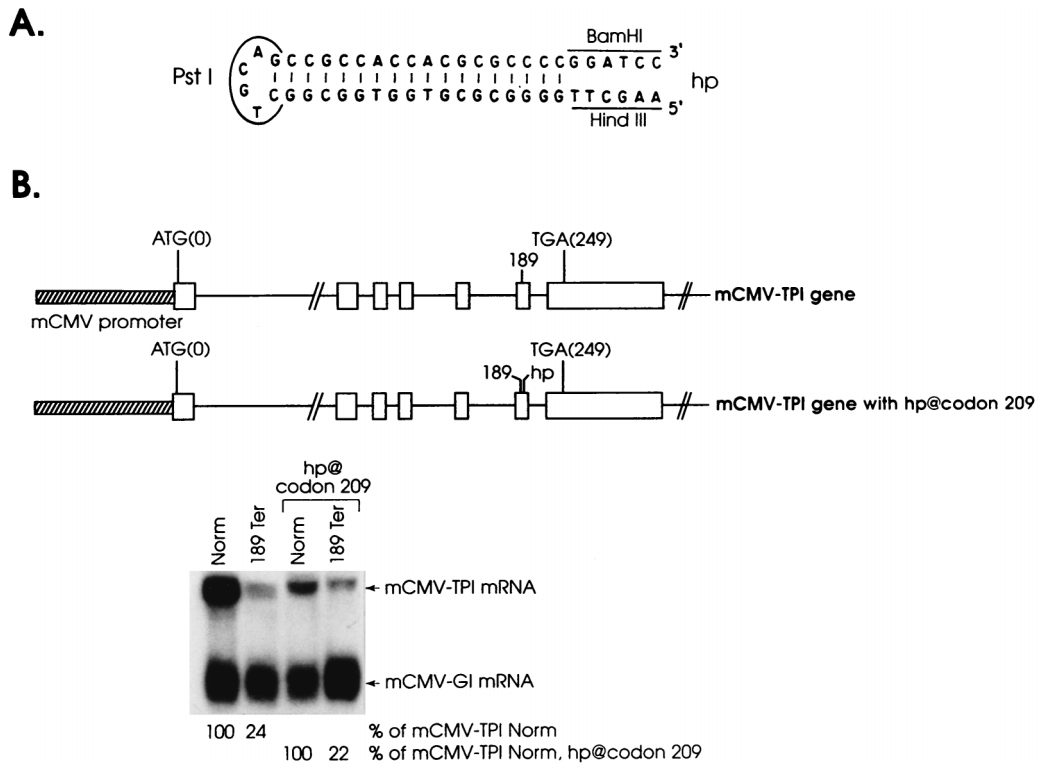 A.
BamHI
A G C C G C C A C C A C G C G C C C C G G A T C C 3'
C
Pst I
hp
G
T C G G C G G T G G T G C G C G G G G T T C G A A 5'
Hind III
B.
ATG(0)
TGA(249)
189
mCMV-TPI gene
mCMV promoter
ATG(0)
TGA(249)
189 hp
mCMV-TPI gene with hp@codon 209
hp@
codon 209
Norm
189 Ter
Norm
189 Ter
mCMV-TPI mRNA
mCMV-GI mRNA
100 24 % of mCMV-TPI Norm
100 22 % of mCMV-TPI Norm, hp@codon 209